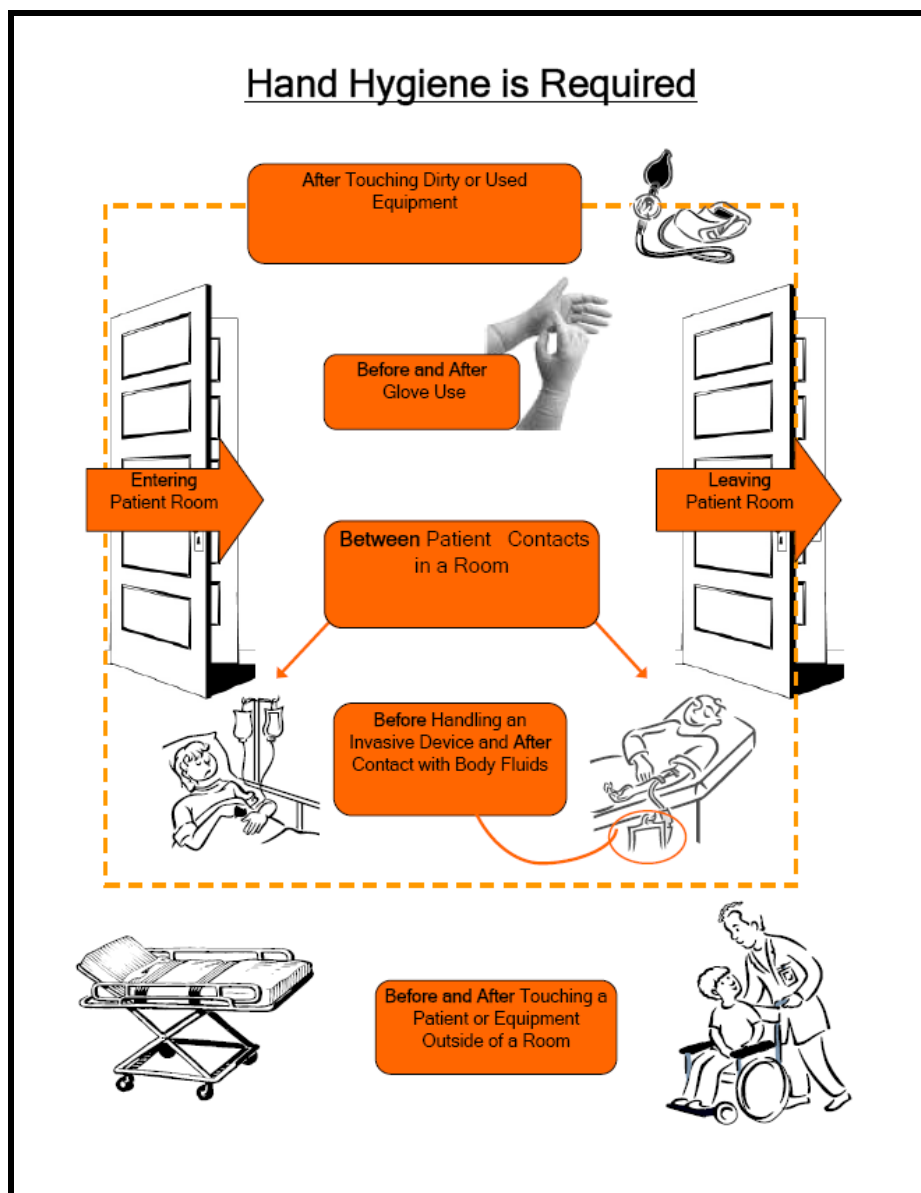 Hand Hygiene is Required
After Touching Dirty or Used
Equipment
Before and After
Glove Use
Entering
Patient Room
Leaving
Patient Room
Between Patient Contacts
in a Room
Before Handling an
Invasive Device and After
Contact with Body Fluids
Before and After Touching a
Patient or Equipment
Outside of a Room